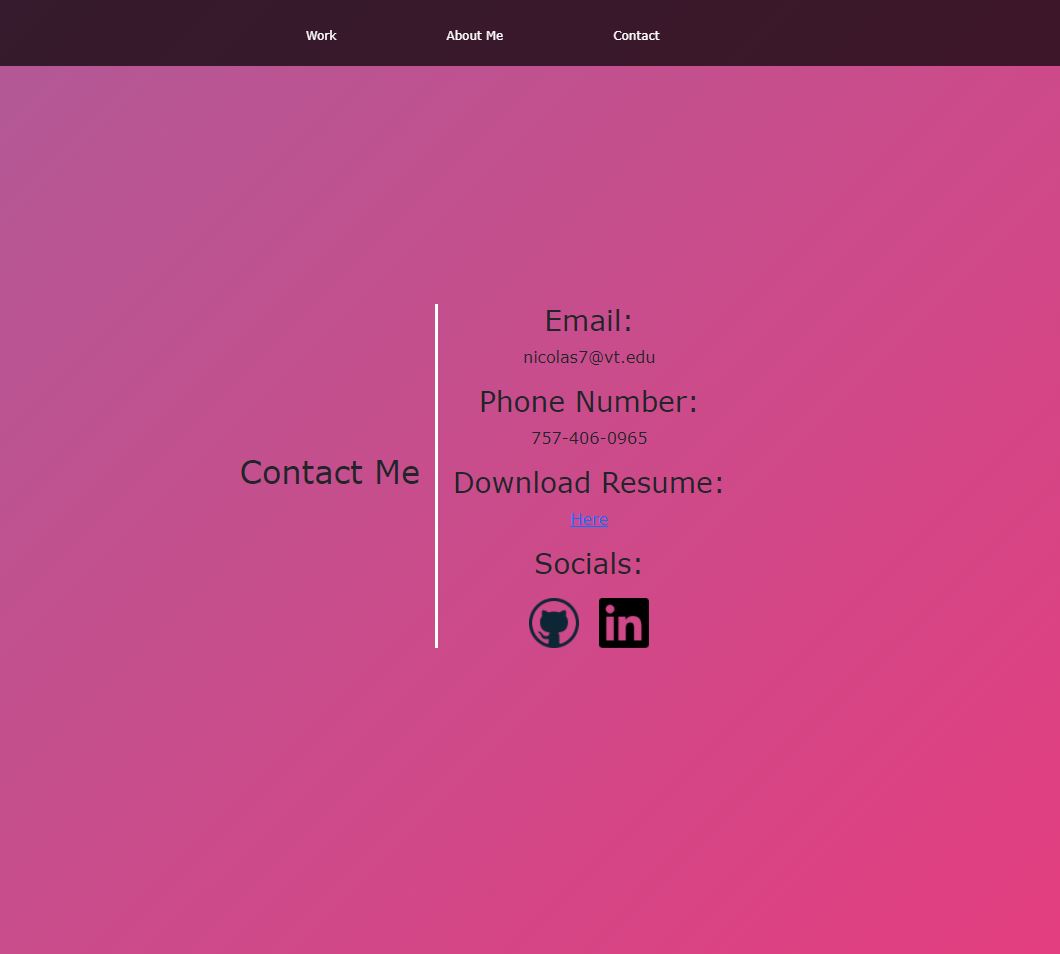 Work
About Me
Contact
Contact Me
Email:
nicolas7@vt.edu
Phone Number:
757-406-0965
Download Resume:
Here
Socials:
in